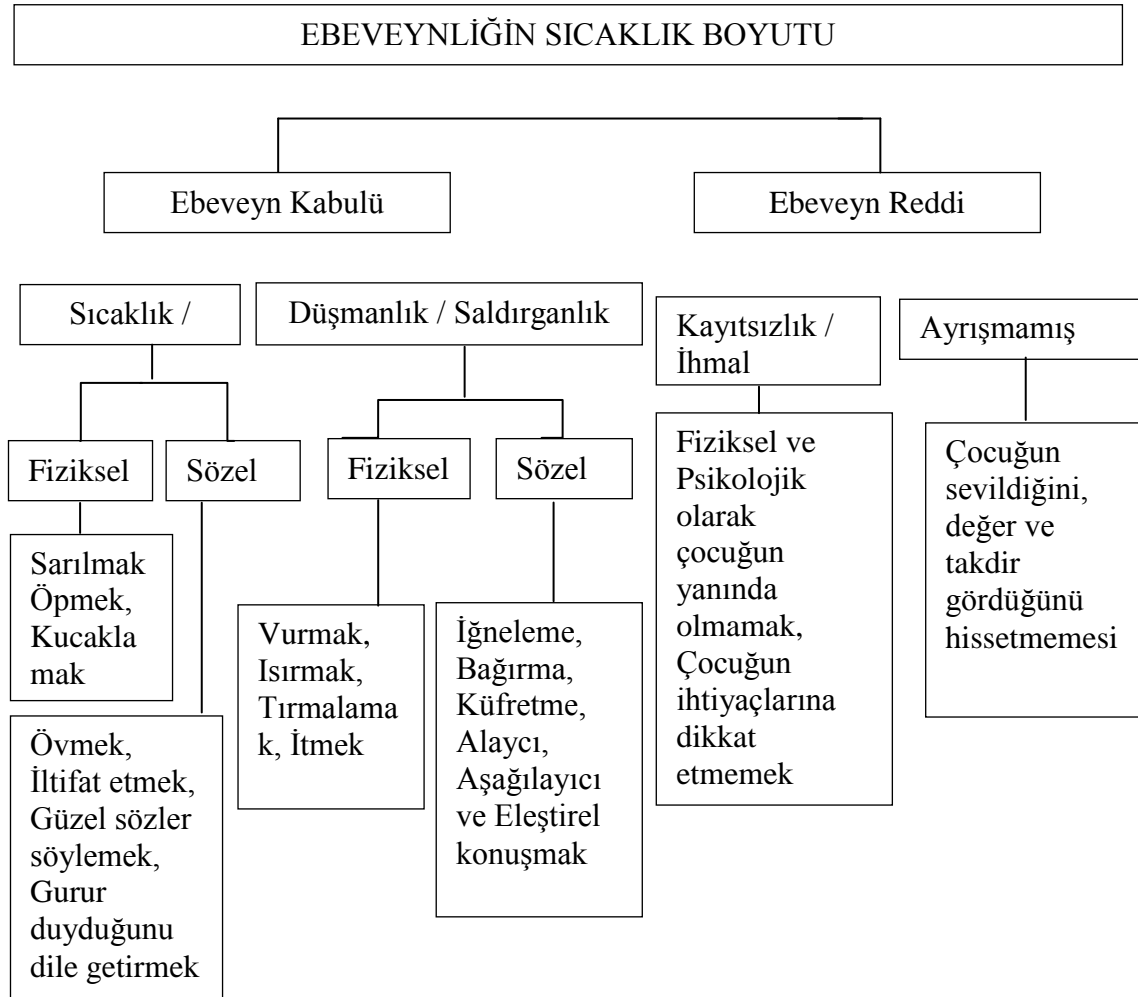 EBEVEYNLİĞİN SICAKLIK BOYUTU
Ebeveyn Kabulü
Ebeveyn Reddi
Sıcaklık /
Düşmanlık / Saldırganlık
Kayıtsızlık /
İhmal
Ayrışmamış
Fiziksel
Sözel
Fiziksel
Sözel
Sarılmak
Öpmek,
Kucakla
mak
Övmek,
İltifat etmek,
Güzel sözler
söylemek,
Gurur
duyduğunu
dile getirmek
Vurmak,
Isırmak,
Tırmalama
k, İtmek
İğneleme,
Bağırma,
Küfretme,
Alaycı,
Aşağılayıcı
ve Eleştirel
konuşmak
Fiziksel ve
Psikolojik
olarak
çocuğun
yanında
olmamak,
Çocuğun
ihtiyaçlarına
dikkat
etmemek
Çocuğun
sevildiğini,
değer ve
takdir
gördüğünü
hissetmemesi